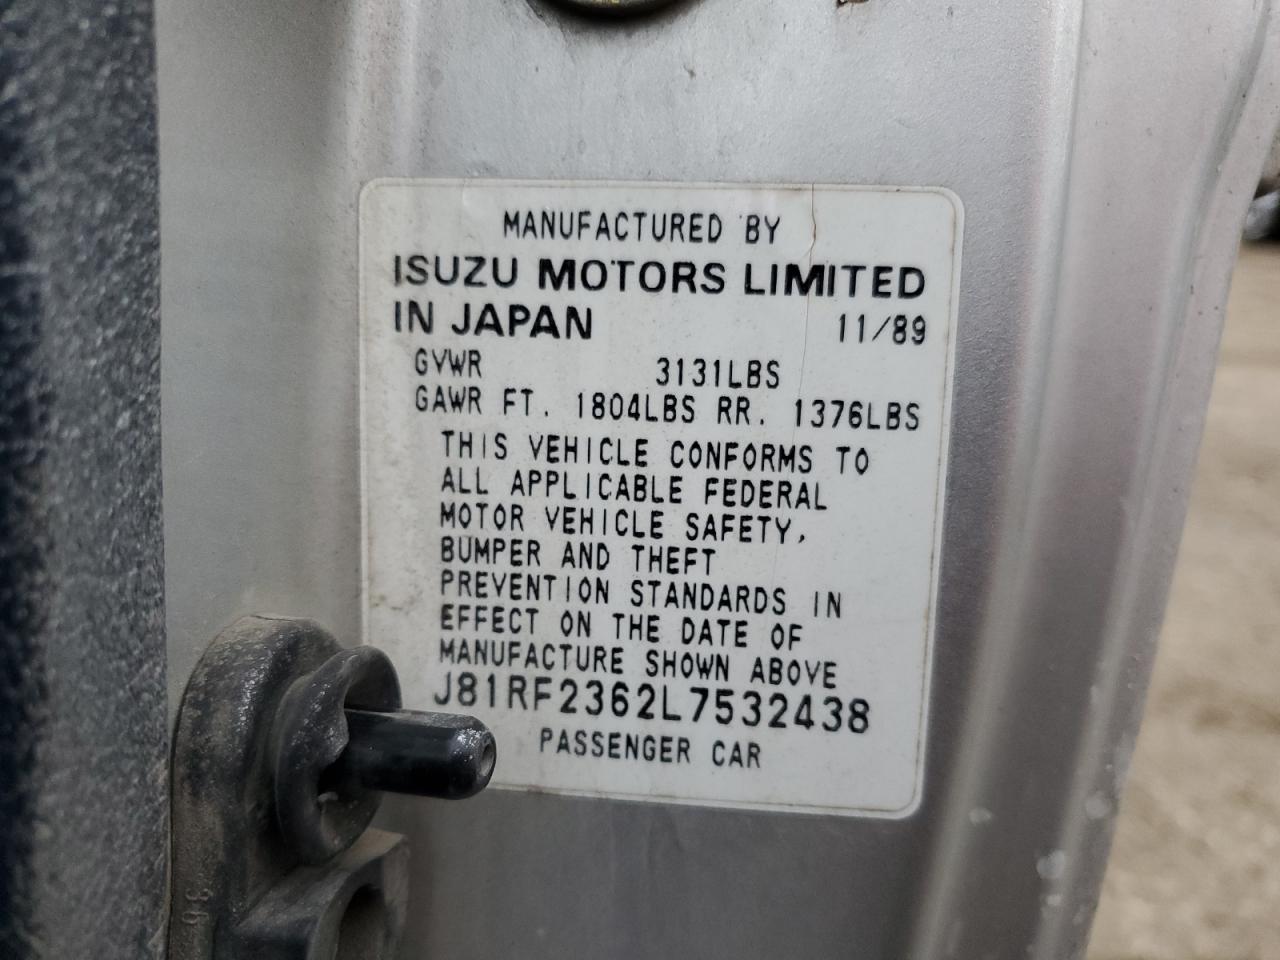 MANUFACTURED BY
ISUZU MOTORS LIMITED
IN JAPAN 11/89
GVWR 3131LBS
GAWR FT. 1804LBS RR. 1376LBS
THIS VEHICLE CONFORMS TO
ALL APPLICABLE FEDERAL
MOTOR VEHICLE SAFETY,
BUMPER AND THEFT
PREVENTION STANDARDS IN
EFFECT ON THE DATE OF
MANUFACTURE SHOWN ABOVE
J81RF2362L7532438
PASSENGER CAR
36